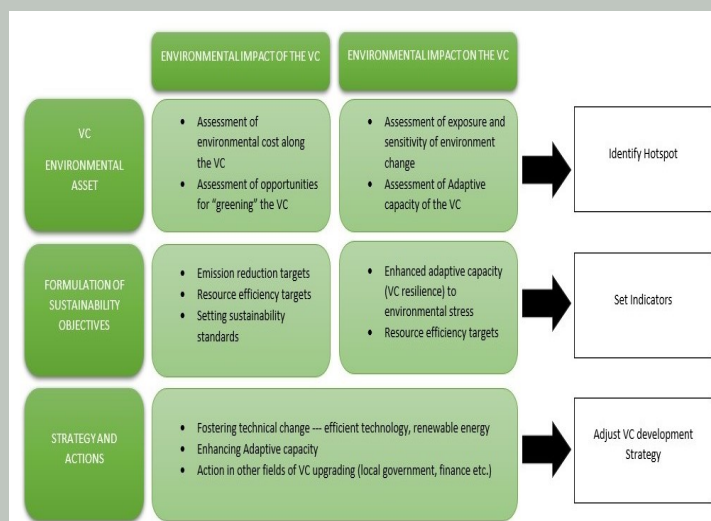 ENVIRONMENTAL IMPACT OF THE VC
ENVIRONMENTAL IMPACT ON THE VC
VC
ENVIRONMENTAL
ASSET
• Assessment of
environmental cost along
the VC
• Assessment of opportunities
for "greening" the VC
• Assessment of exposure and
sensitivity of environment
change
• Assessment of Adaptive
capacity of the VC
Identify Hotspot
FORMULATION OF
SUSTAINABILITY
OBJECTIVES
• Emission reduction targets
• Resource efficiency targets
• Setting sustainability
standards
• Enhanced adaptive capacity
(VC resilience) to
environmental stress
• Resource efficiency targets
Set Indicators
STRATEGY AND
ACTIONS
• Fostering technical change --- efficient technology, renewable energy
• Enhancing Adaptive capacity
• Action in other fields of VC upgrading (local government, finance etc.)
Adjust VC development
Strategy